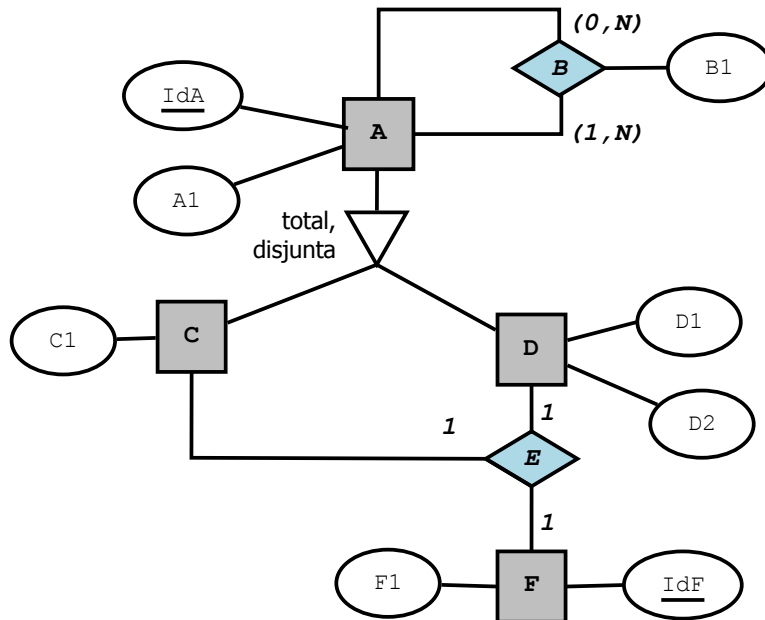 (0,N)
B
B1
IdA
A
(1,N)
A1
total,
disjunta
C1
C
D
D1
D2
1
1
E
1
F1
F
IdF